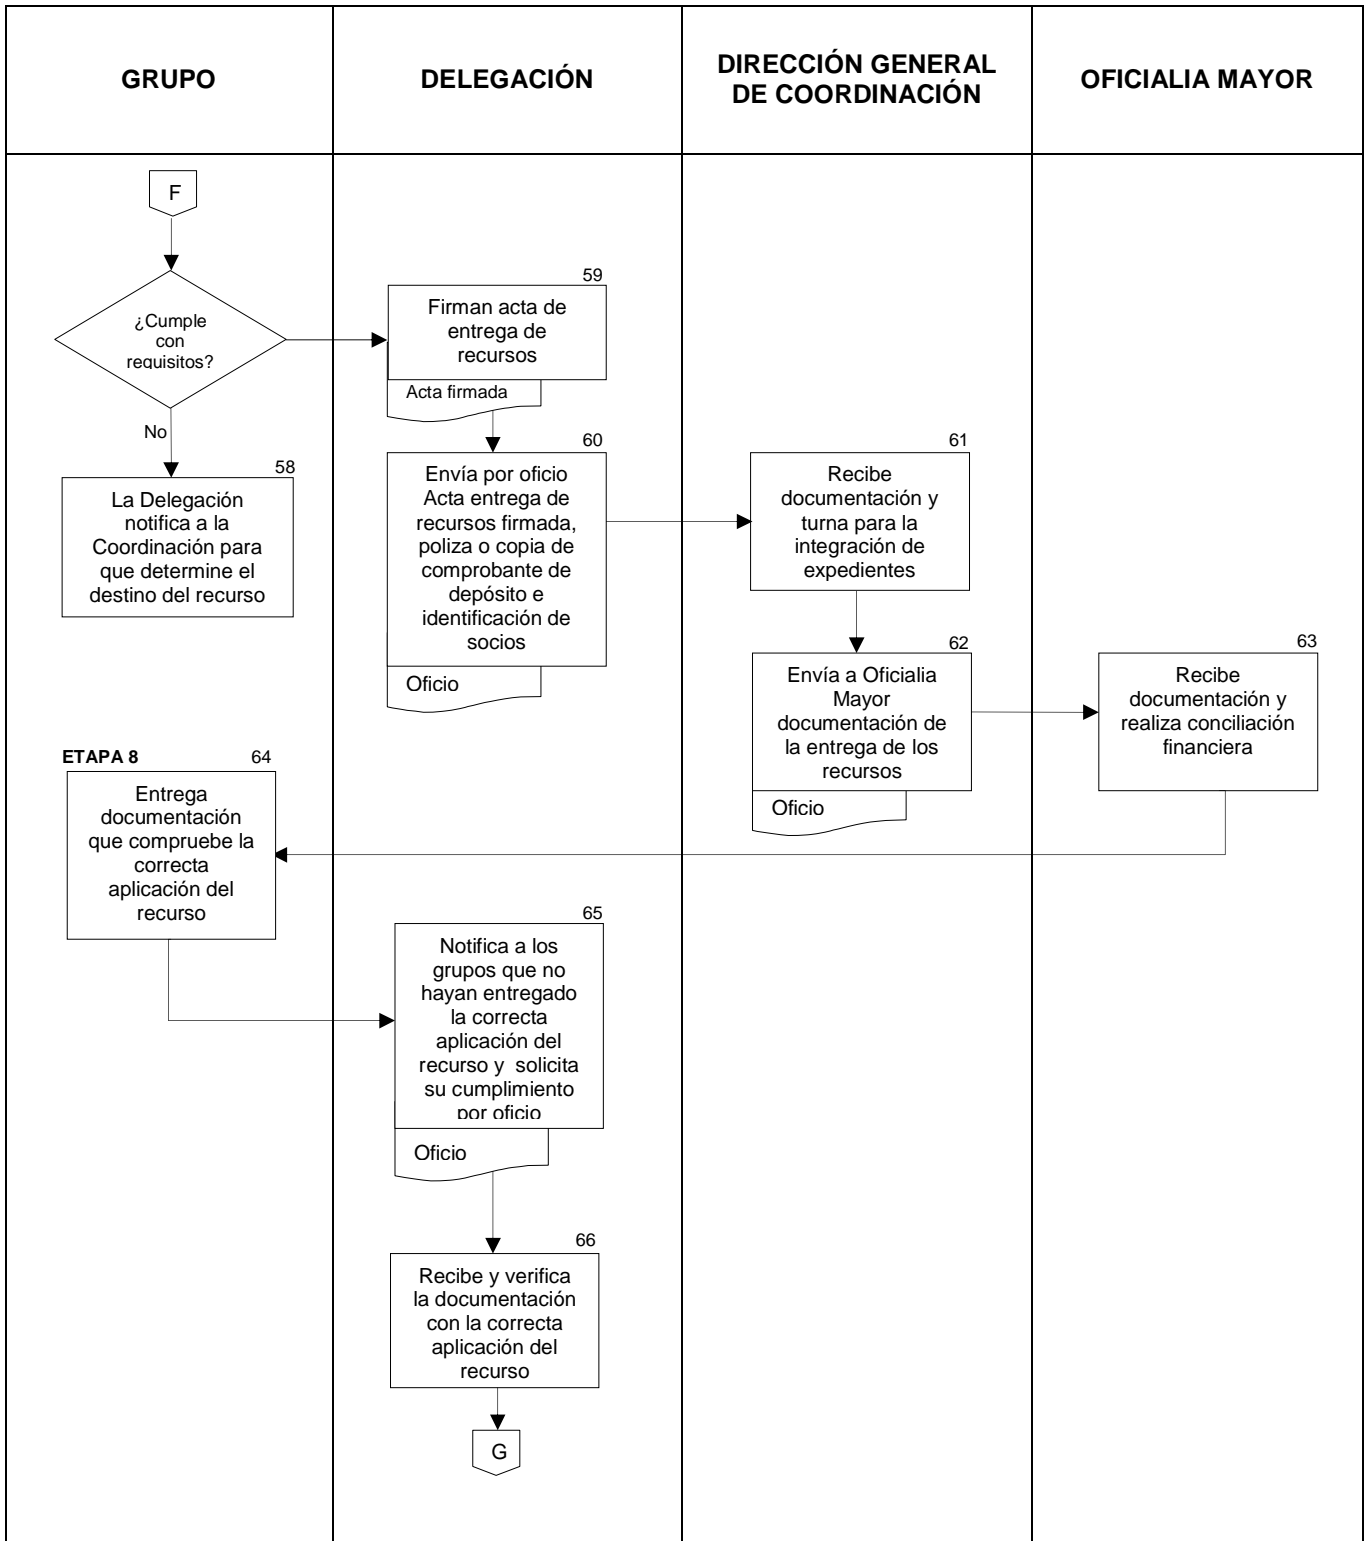 GRUPO
DELEGACIÓN
DIRECCIÓN GENERAL
DE COORDINACIÓN
OFICIALIA MAYOR
F
¿Cumple
con
requisitos?
No
58
La Delegación
notifica a la
Coordinación para
que determine el
destino del recurso
59
Firman acta de
entrega de
recursos
Acta firmada
60
Envía por oficio
Acta entrega de
recursos firmada,
poliza o copia de
comprobante de
depósito e
identificación de
socios
Oficio
61
Recibe
documentación y
turna para la
integración de
expedientes
62
Envía a Oficialia
Mayor
documentación de
la entrega de los
recursos
Oficio
63
Recibe
documentación y
realiza conciliación
financiera
ETAPA 8
64
Entrega
documentación
que compruebe la
correcta
aplicación del
recurso
65
Notifica a los
grupos que no
hayan entregado
la correcta
aplicación del
recurso y  solicita
su cumplimiento
por oficio
Oficio
66
Recibe y verifica
la documentación
con la correcta
aplicación del
recurso
G